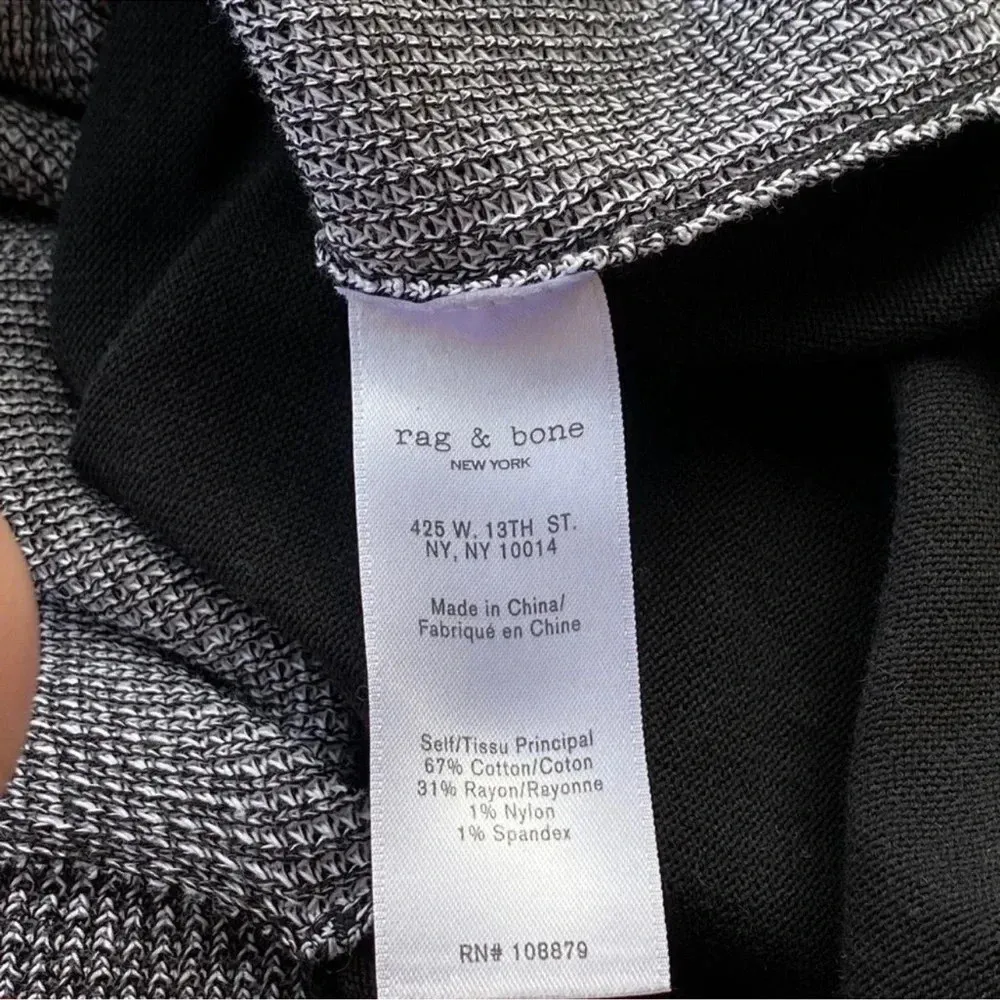 rag & bone
NEW YORK
425 W. 13TH ST.
NY, NY 10014
Made in China/
Fabriqué en Chine
Self/Tissu Principal
67% Cotton/Coton
31% Rayon/Rayonne
1% Nylon
1% Spandex
RN# 108879